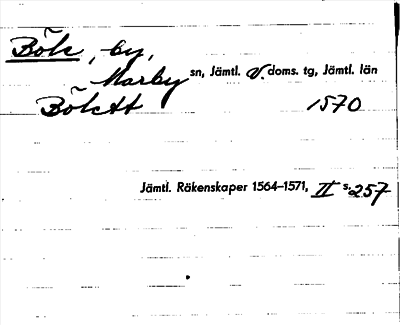 Böle, by,
Marby sn, Jämtl. V. doms. tg, Jämtl. län
Bölett 1570
Jämtl. Räkenskaper 1564–1571, II s. 257